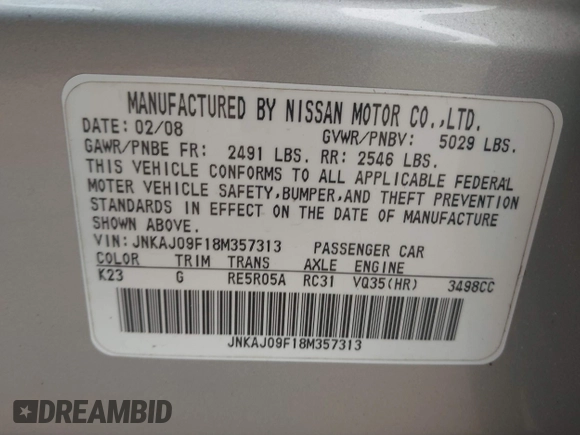 MANUFACTURED BY NISSAN MOTOR CO.,LTD.
DATE: 02/08 GVWR/PNBV: 5029 LBS.
GAWR/PNBE FR: 2491 LBS. RR: 2546 LBS.
THIS VEHICLE CONFORMS TO ALL APPLICABLE FEDERAL
MOTER VEHICLE SAFETY,BUMPER,AND THEFT PREVENTION
STANDARDS IN EFFECT ON THE DATE OF MANUFACTURE
SHOWN ABOVE.
VIN: JNKAJ09F18M357313 PASSENGER CAR
COLOR TRIM TRANS AXLE ENGINE
K23 G RE5R05A RC31 VQ35(HR) 3498CC
JNKAJ09F18M357313
DREAMBID